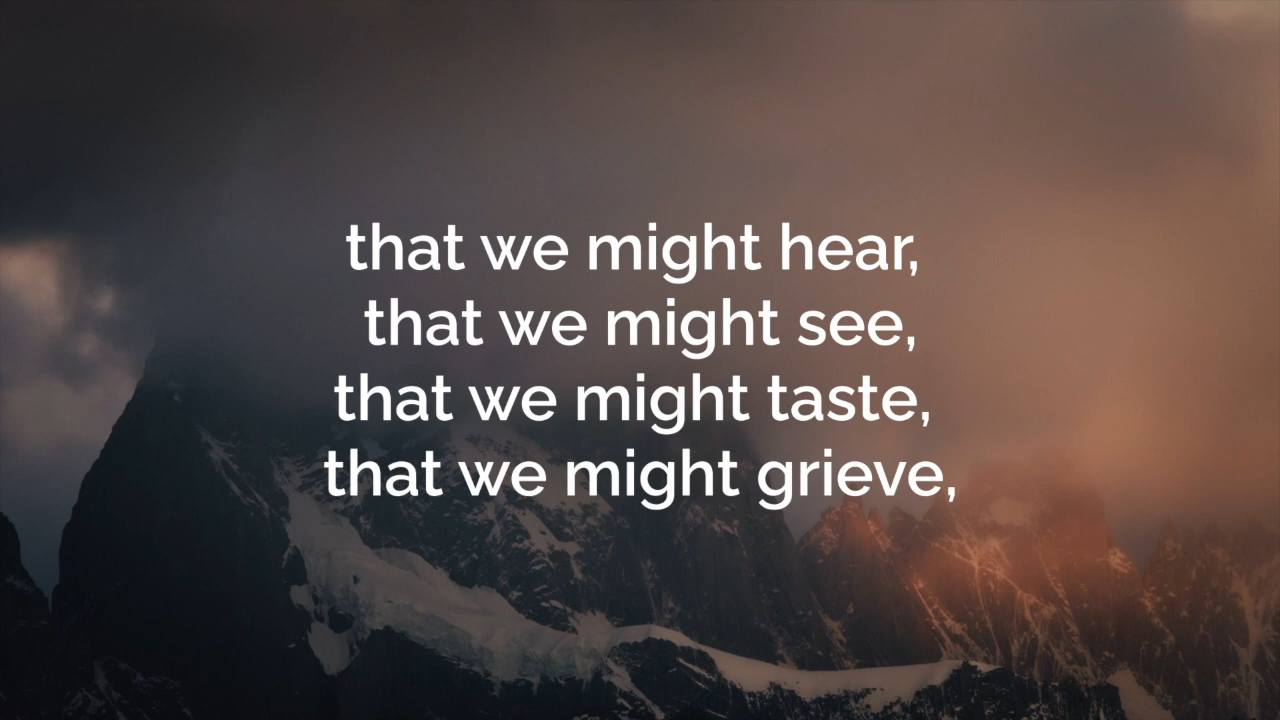 that we might hear,
that we might see,
that we might taste,
that we might grieve,